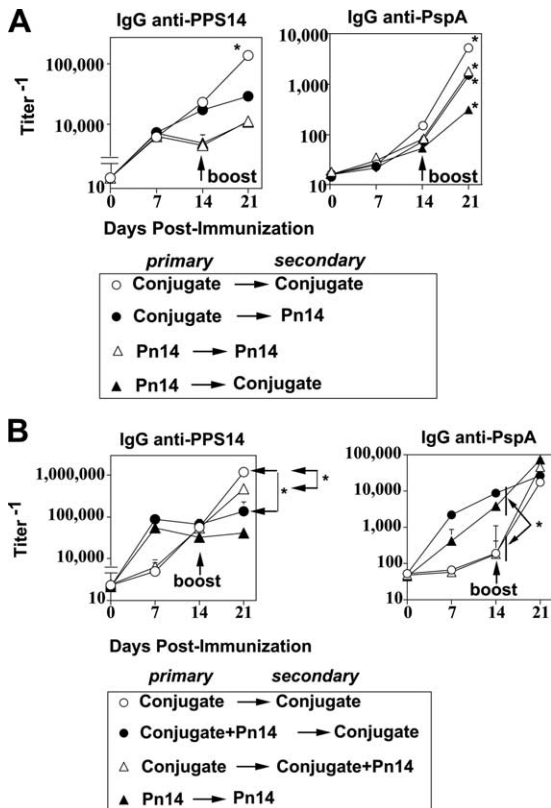 A
IgG anti-PPS14
IgG anti-PspA
Titer -1
100,000
10,000
10
*
boost
0 7 14 21
10,000
1,000
100
10
*
*
*
*
boost
0 7 14 21
Days Post-Immunization
primary secondary
Conjugate → Conjugate
Conjugate → Pn14
Pn14 → Pn14
Pn14 → Conjugate
B
IgG anti-PPS14
IgG anti-PspA
Titer -1
1,000,000
100,000
10,000
10
*
*
boost
0 7 14 21
100,000
10,000
1,000
100
10
*
boost
0 7 14 21
Days Post-Immunization
primary secondary
Conjugate → Conjugate
Conjugate+Pn14 → Conjugate
Conjugate → Conjugate+Pn14
Pn14 → Pn14